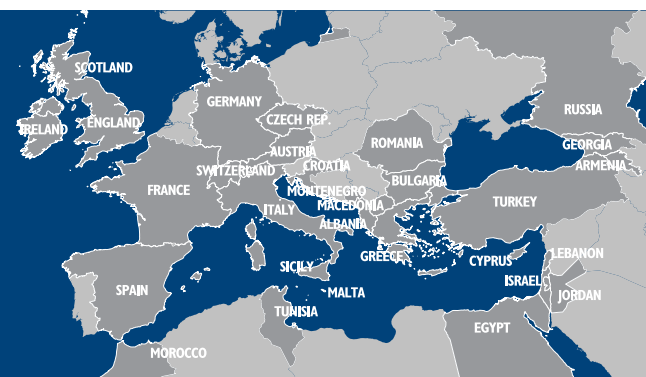 SCOTLAND
IRELAND
ENGLAND
GERMANY
CZECH REP.
RUSSIA
AUSTRIA
ROMANIA
GEORGIA
SWITZERLAND
CROATIA
ARMENIA
FRANCE
MONTENEGRO
BULGARIA
ITALY
MACEDONIA
TURKEY
ALBANIA
GREECE
CYPRUS
LEBANON
SPAIN
SICILY
MALTA
ISRAEL
JORDAN
TUNISIA
EGYPT
MOROCCO